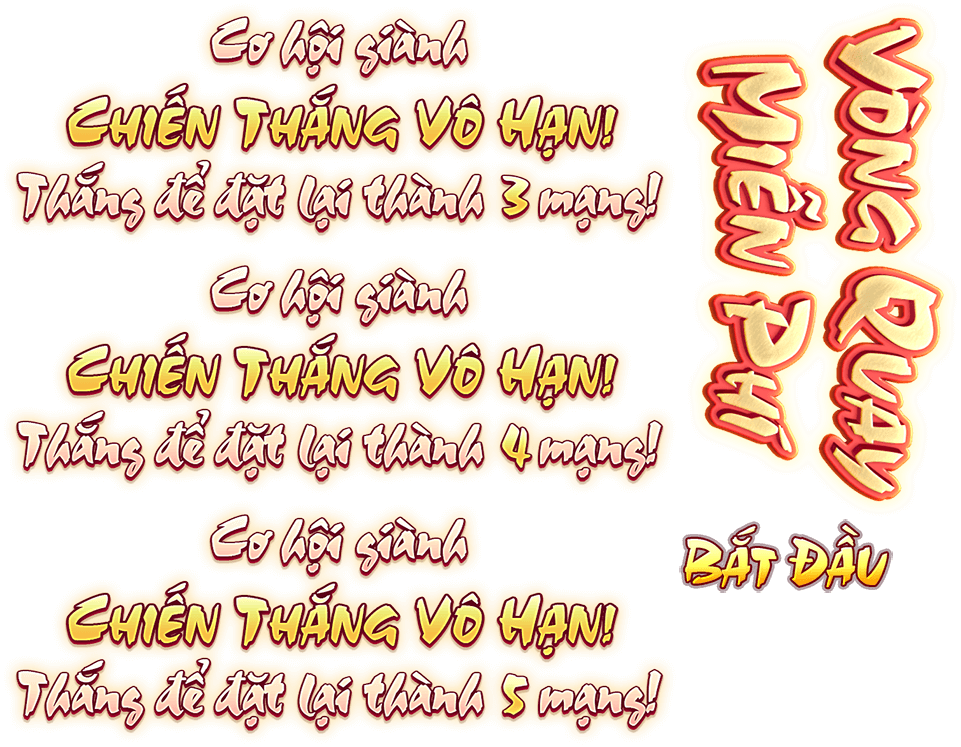 Cơ hội giành
CHIẾN THẮNG VÔ HẠN!
Thắng để đặt lại thành 3 mạng!
Cơ hội giành
CHIẾN THẮNG VÔ HẠN!
Thắng để đặt lại thành 4 mạng!
Cơ hội giành
CHIẾN THẮNG VÔ HẠN!
Thắng để đặt lại thành 5 mạng!
VÒNG QUAY
MIỄN PHÍ
BẮT ĐẦU